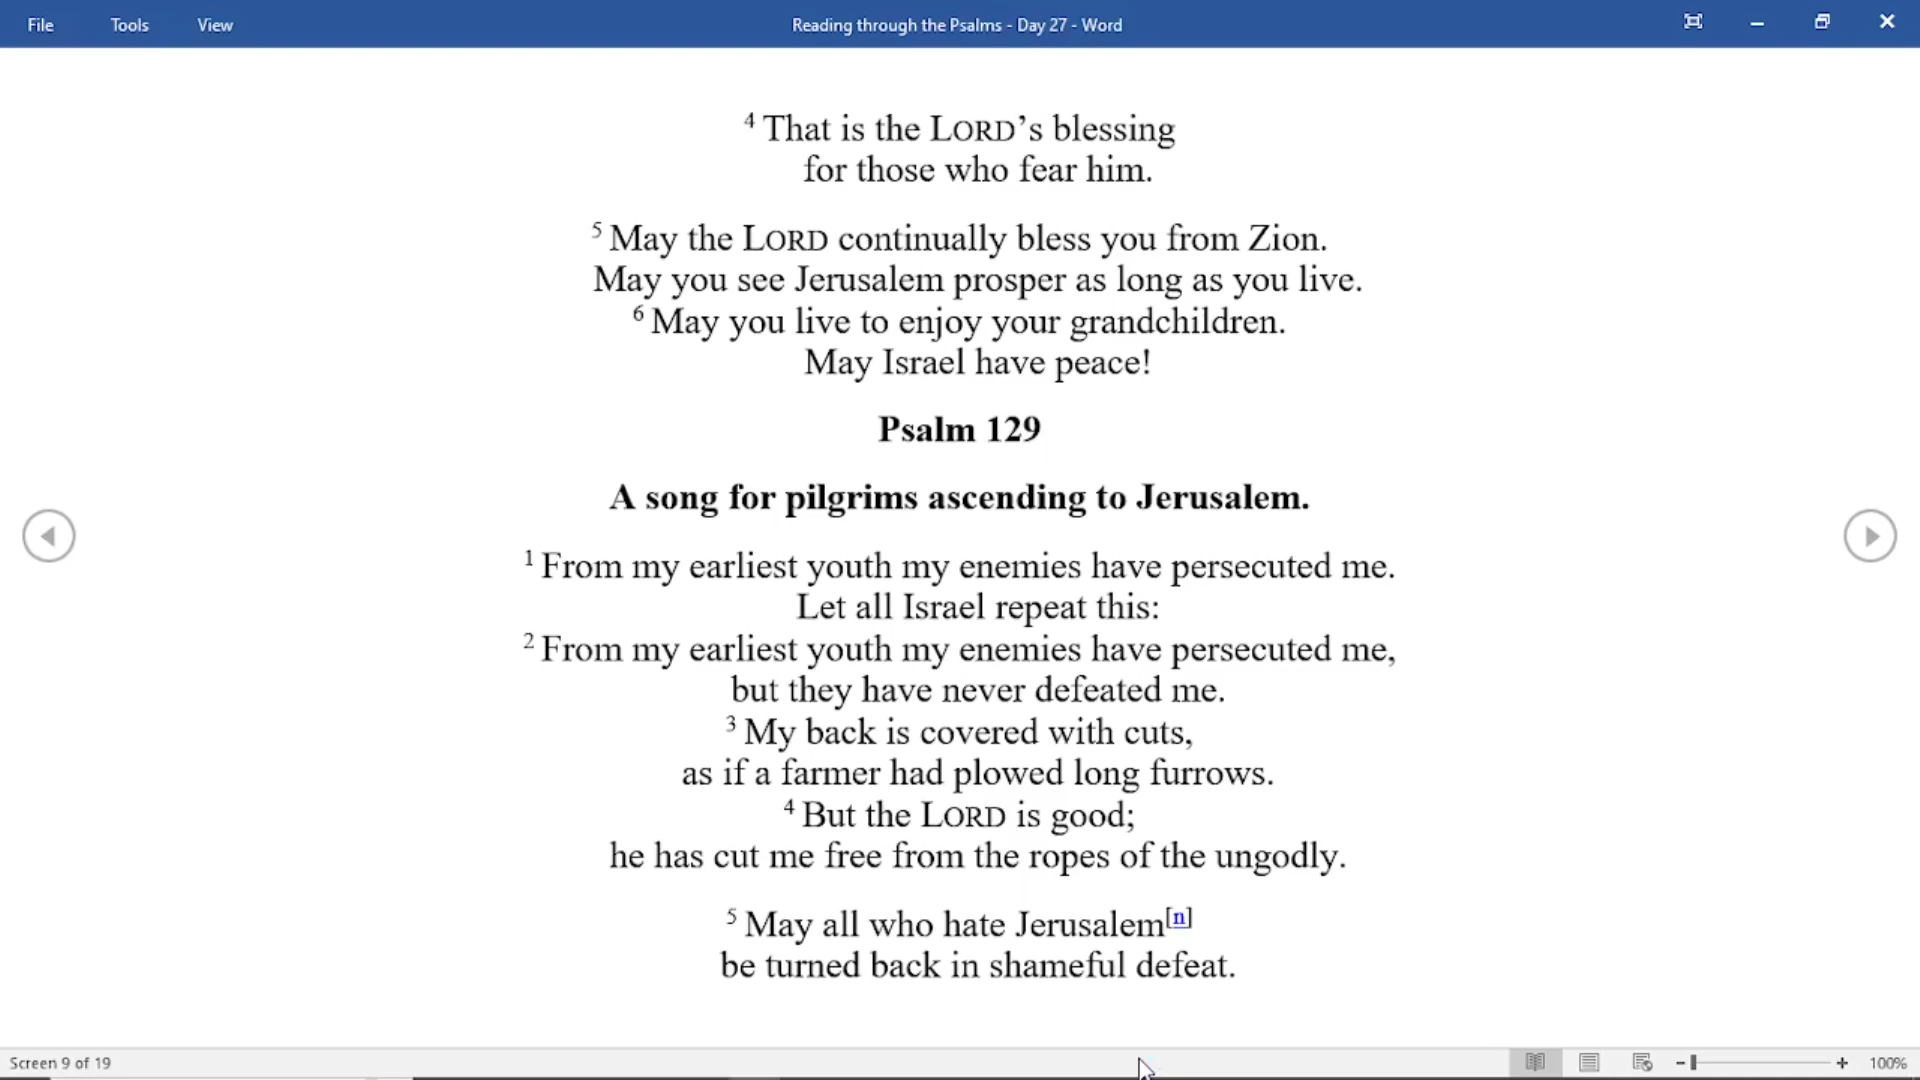 File Tools View Reading through the Psalms - Day 27 - Word
4 That is the LORD’s blessing
for those who fear him.
5 May the LORD continually bless you from Zion.
May you see Jerusalem prosper as long as you live.
6 May you live to enjoy your grandchildren.
May Israel have peace!
Psalm 129
A song for pilgrims ascending to Jerusalem.
1 From my earliest youth my enemies have persecuted me.
Let all Israel repeat this:
2 From my earliest youth my enemies have persecuted me,
but they have never defeated me.
3 My back is covered with cuts,
as if a farmer had plowed long furrows.
4 But the LORD is good;
he has cut me free from the ropes of the ungodly.
5 May all who hate Jerusalem[n]
be turned back in shameful defeat.
Screen 9 of 19 100%